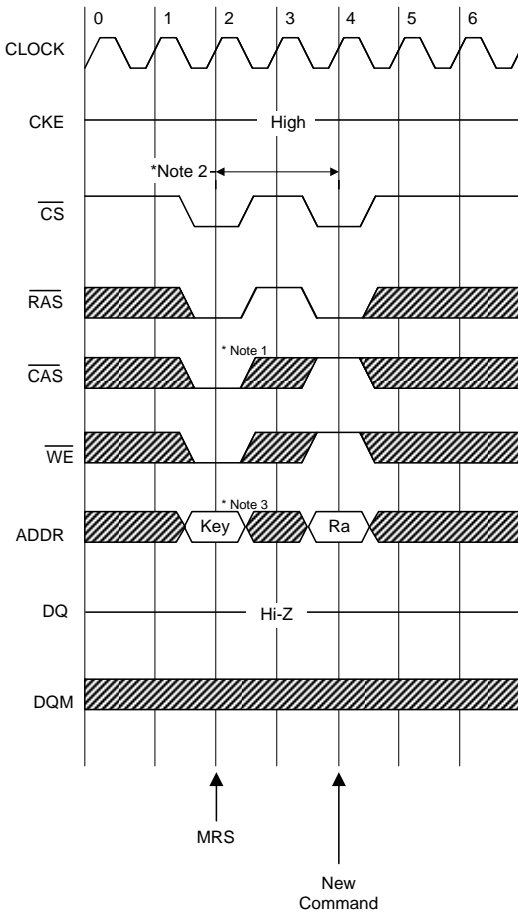 0 1 2 3 4 5 6
CLOCK
CKE
High
*Note 2
CS
RAS
* Note 1
CAS
WE
* Note 3
ADDR
Key
Ra
DQ
Hi-Z
DQM
MRS
New
Command